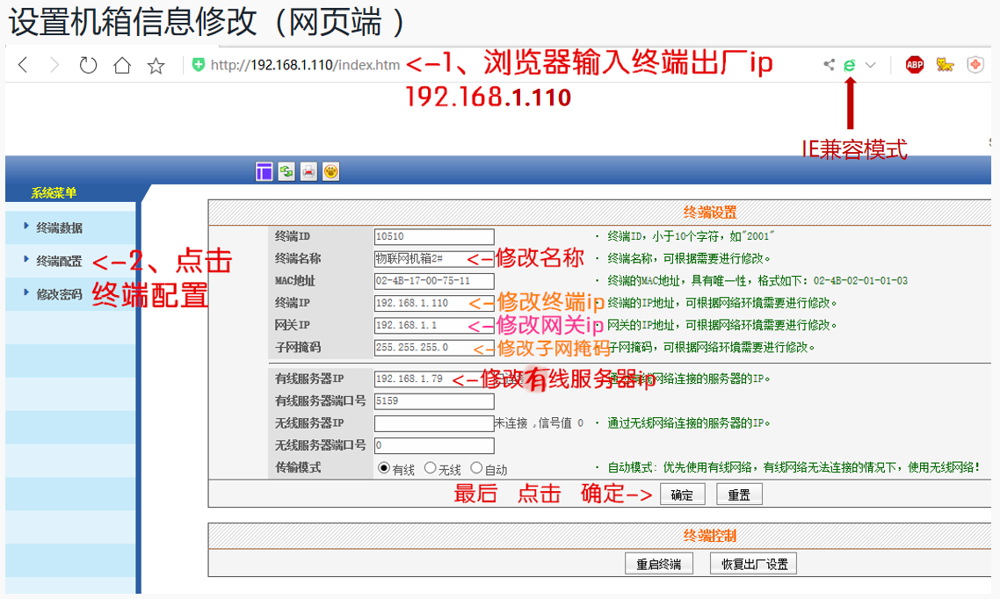 设置机箱信息修改（网页端 ）
http://192.168.1.110/index.htm <-1、浏览器输入终端出厂ip
192.168.1.110
ABP
IE兼容模式
系统菜单
终端数据
终端配置 <-2、点击
修改密码 终端配置
终端设置
终端ID 10510 · 终端ID，小于10个字符，如"2001"
终端名称 物联网机箱2# <-修改名称 · 终端名称，可根据需要进行修改。
MAC地址 02-4B-17-00-75-11 · 终端的MAC地址，具有唯一性，格式如下: 02-4B-02-01-01-03
终端IP 192.168.1.110 <-修改终端ip · 终端的IP地址，可根据网络环境需要进行修改。
网关IP 192.168.1.1 <-修改网关ip · 网关的IP地址，可根据网络环境需要进行修改。
子网掩码 255.255.255.0 <-修改子网掩码 子网掩码，可根据网络环境需要进行修改。
有线服务器IP 192.168.1.79 <-修改有线服务器ip 网络连接的服务器的IP。
有线服务器端口号 5159
无线服务器IP 未连接 ,信号值 0 · 通过无线网络连接的服务器的IP。
无线服务器端口号 0
传输模式 有线 无线 自动 · 自动模式: 优先使用有线网络，有线网络无法连接的情况下，使用无线网络!
最后 点击 确定-> 确定 重置
终端控制
重启终端 恢复出厂设置